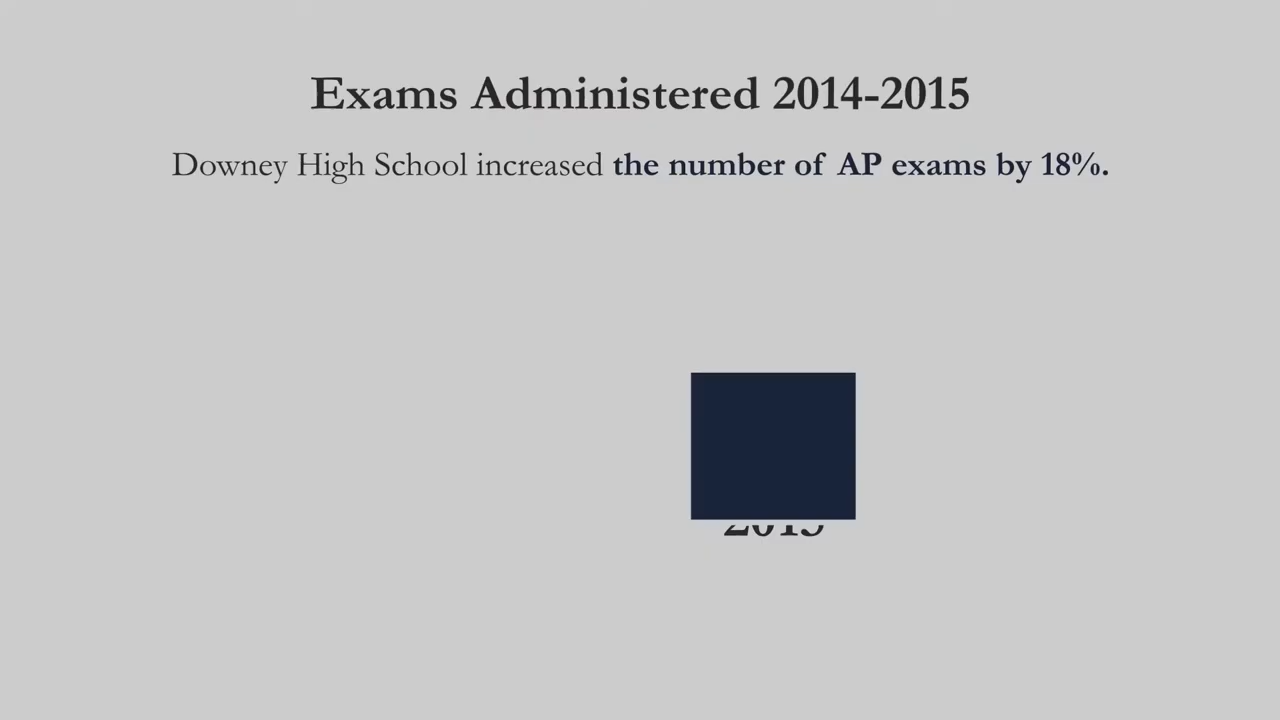 Exams Administered 2014-2015
Downey High School increased the number of AP exams by 18%.